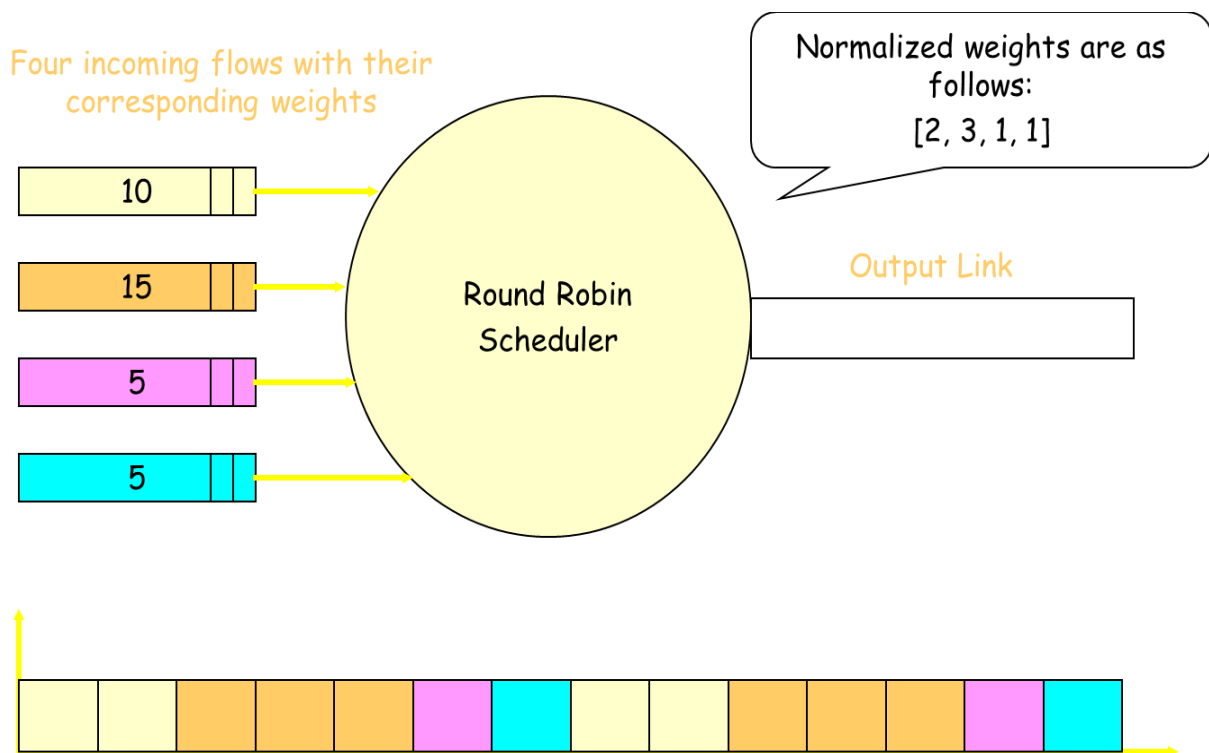 Four incoming flows with their
corresponding weights
Normalized weights are as
follows:
[2, 3, 1, 1]
10
15
5
5
Round Robin
Scheduler
Output Link